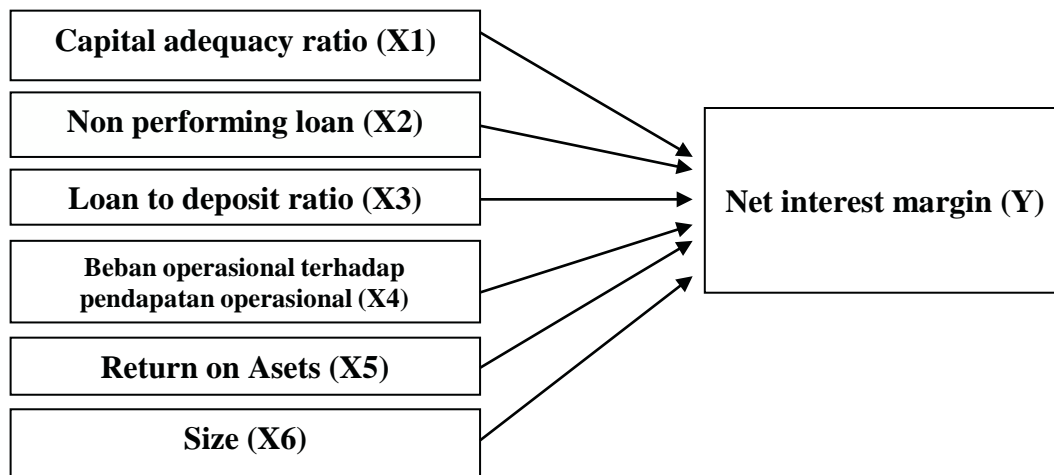 Capital adequacy ratio (X1)
Non performing loan (X2)
Loan to deposit ratio (X3)
Net interest margin (Y)
Beban operasional terhadap
pendapatan operasional (X4)
Return on Asets (X5)
Size (X6)